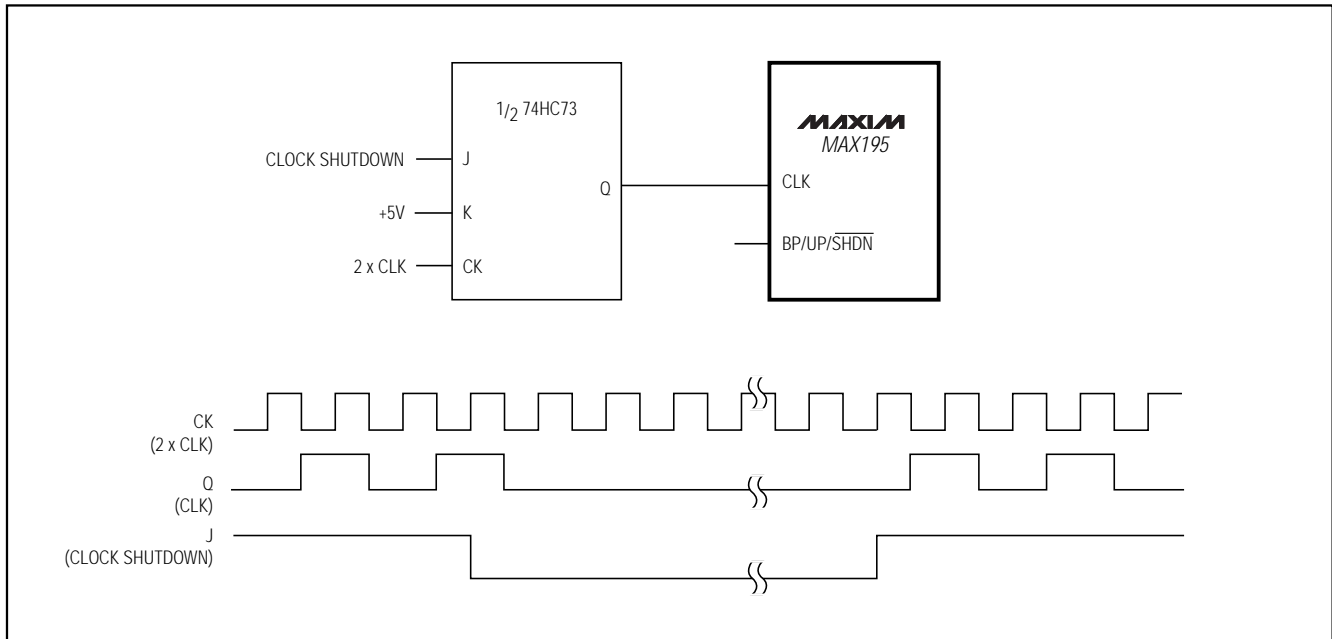 1/2 74HC73
MAXIM
MAX195
CLOCK SHUTDOWN
J
Q
CLK
+5V
K
BP/UP/SHDN
2 x CLK
CK
CK
(2 x CLK)
Q
(CLK)
J
(CLOCK SHUTDOWN)